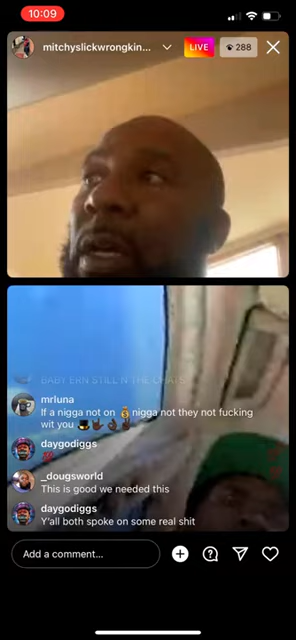 10:09
mitchyslickwrongkin...
LIVE
288
BABY ERN STILL N THE CHATS
mrluna
If a nigga not on 🧍 nigga not they not fucking
wit you
daygodiggs
💯
_dougsworld
This is good we needed this
daygodiggs
Y'all both spoke on some real shit
Add a comment...